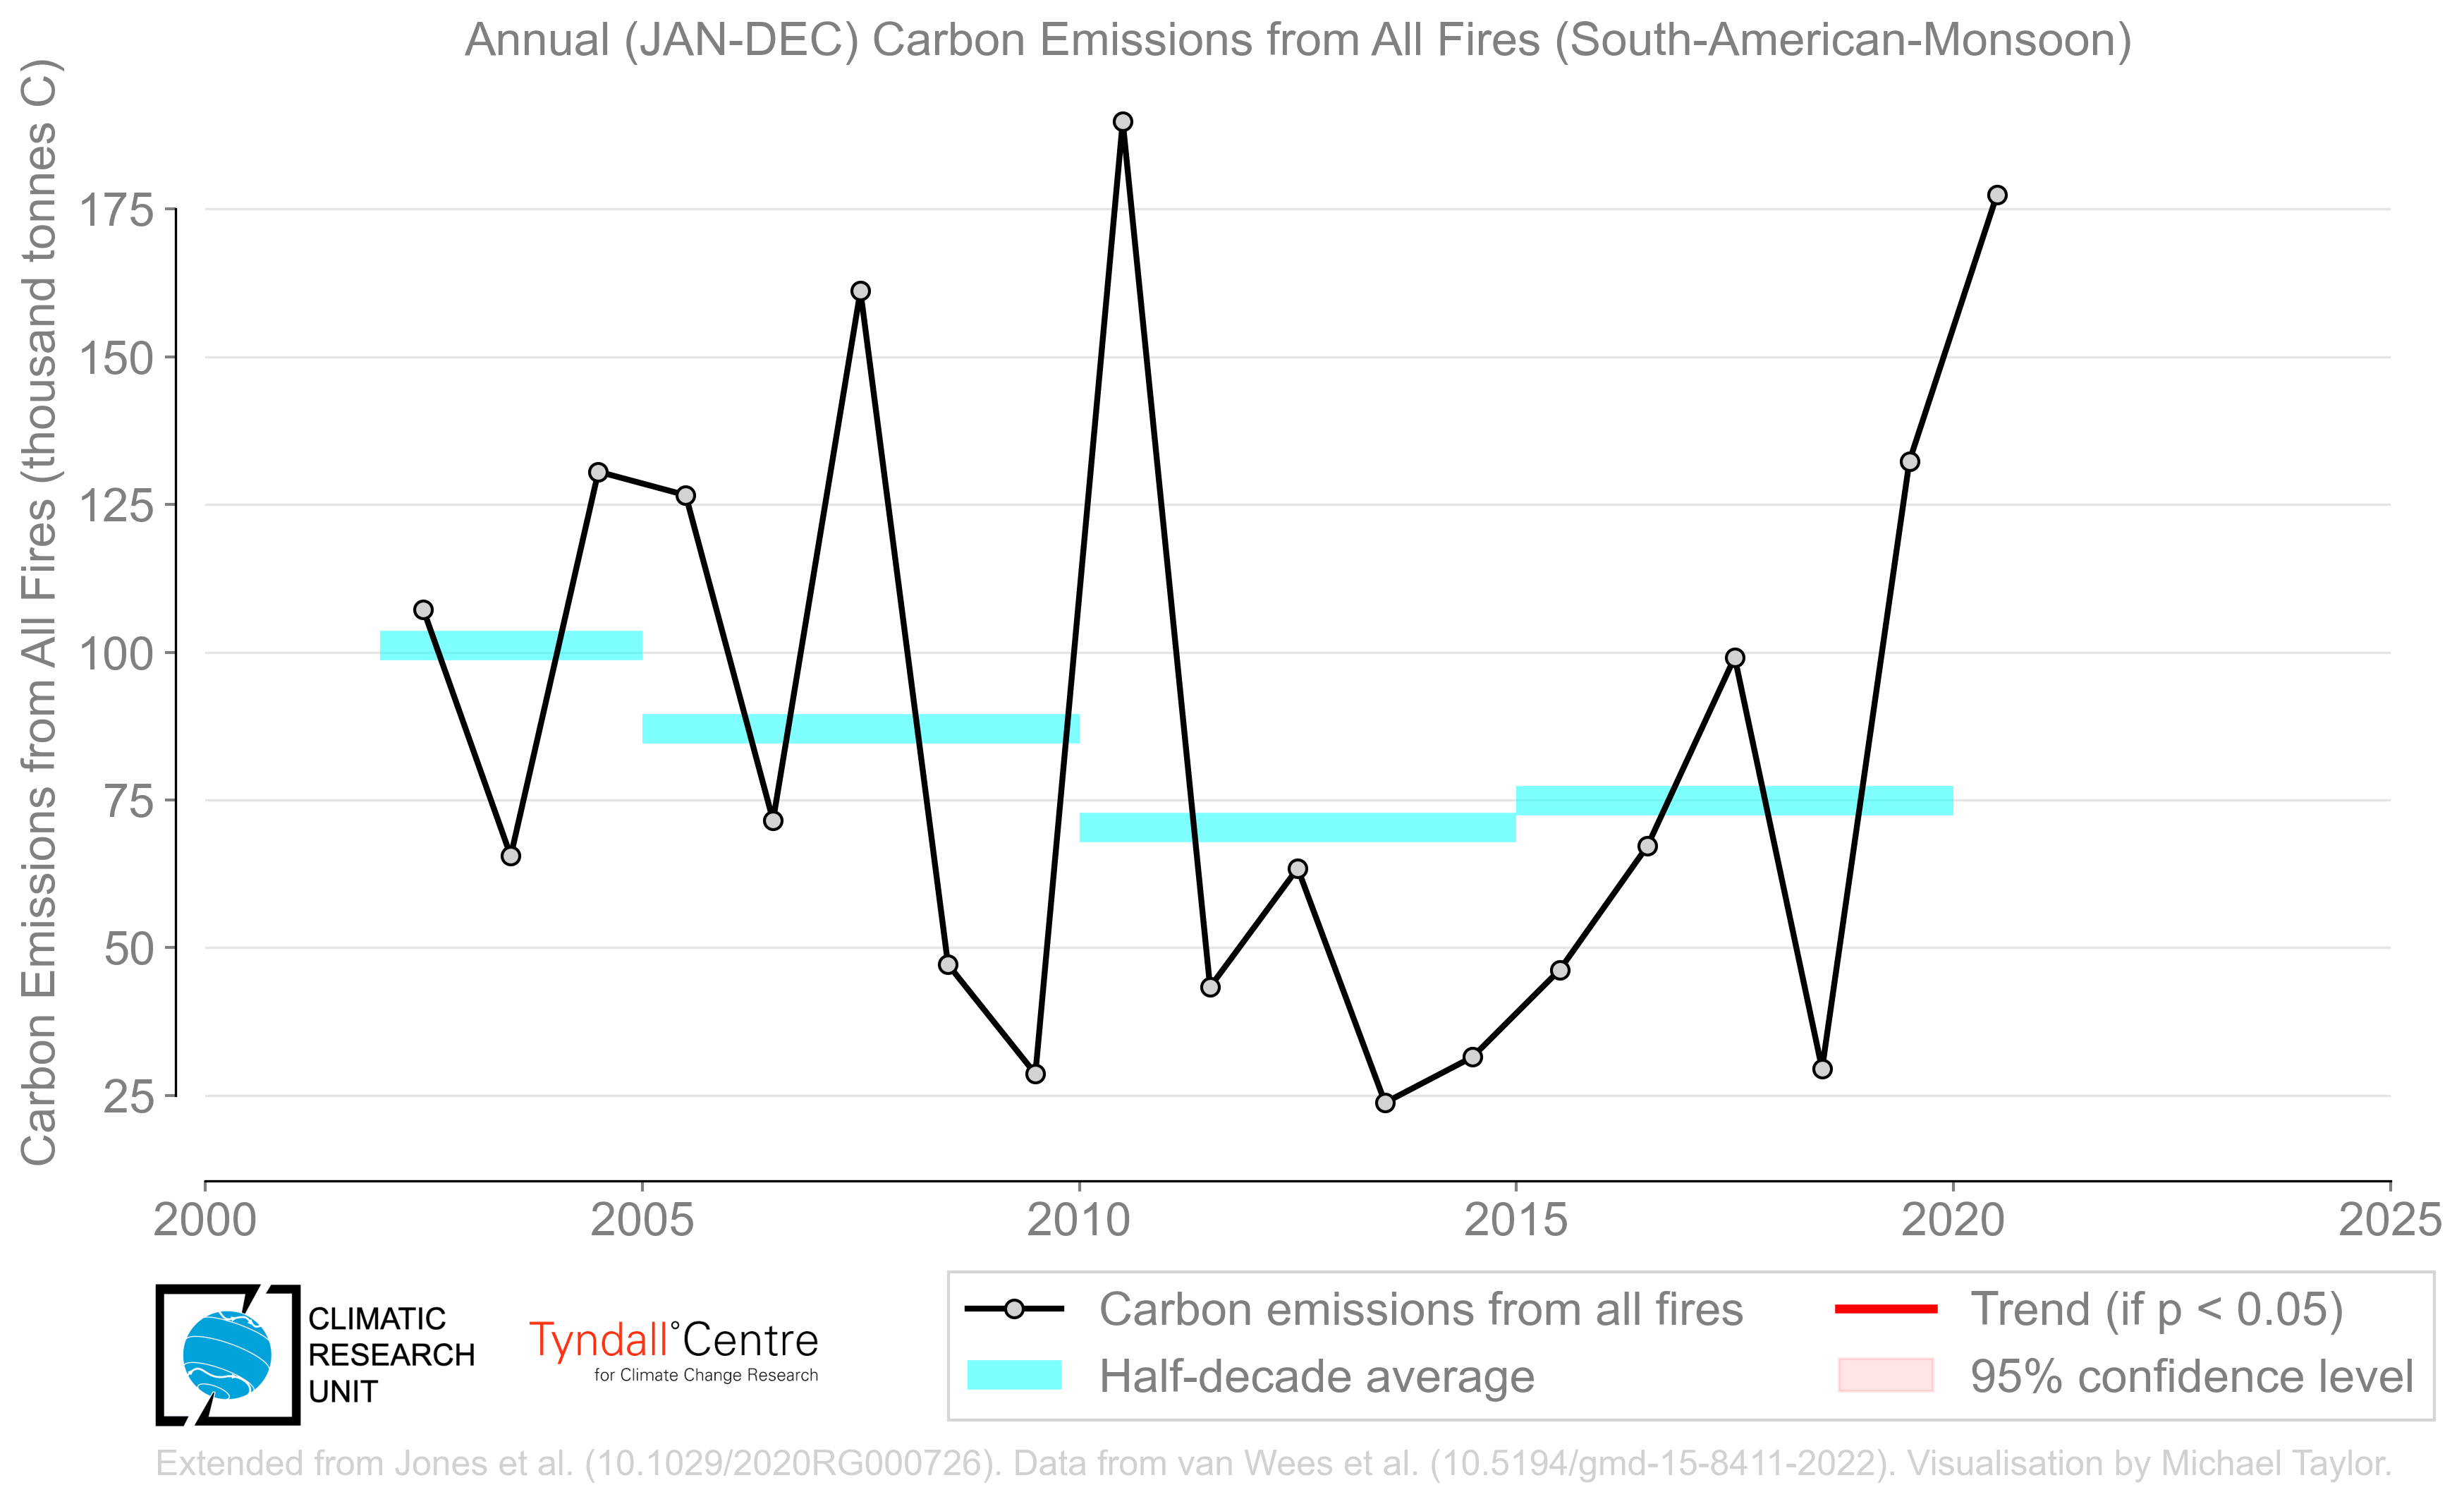 Annual (JAN-DEC) Carbon Emissions from All Fires (South-American-Monsoon)
Carbon Emissions from All Fires (thousand tonnes C)
175
150
125
100
75
50
25
2000 2005 2010 2015 2020 2025
CLIMATIC
RESEARCH
UNIT
Tyndall°Centre
for Climate Change Research
Carbon emissions from all fires
Half-decade average
Trend (if p < 0.05)
95% confidence level
Extended from Jones et al. (10.1029/2020RG000726). Data from van Wees et al. (10.5194/gmd-15-8411-2022). Visualisation by Michael Taylor.